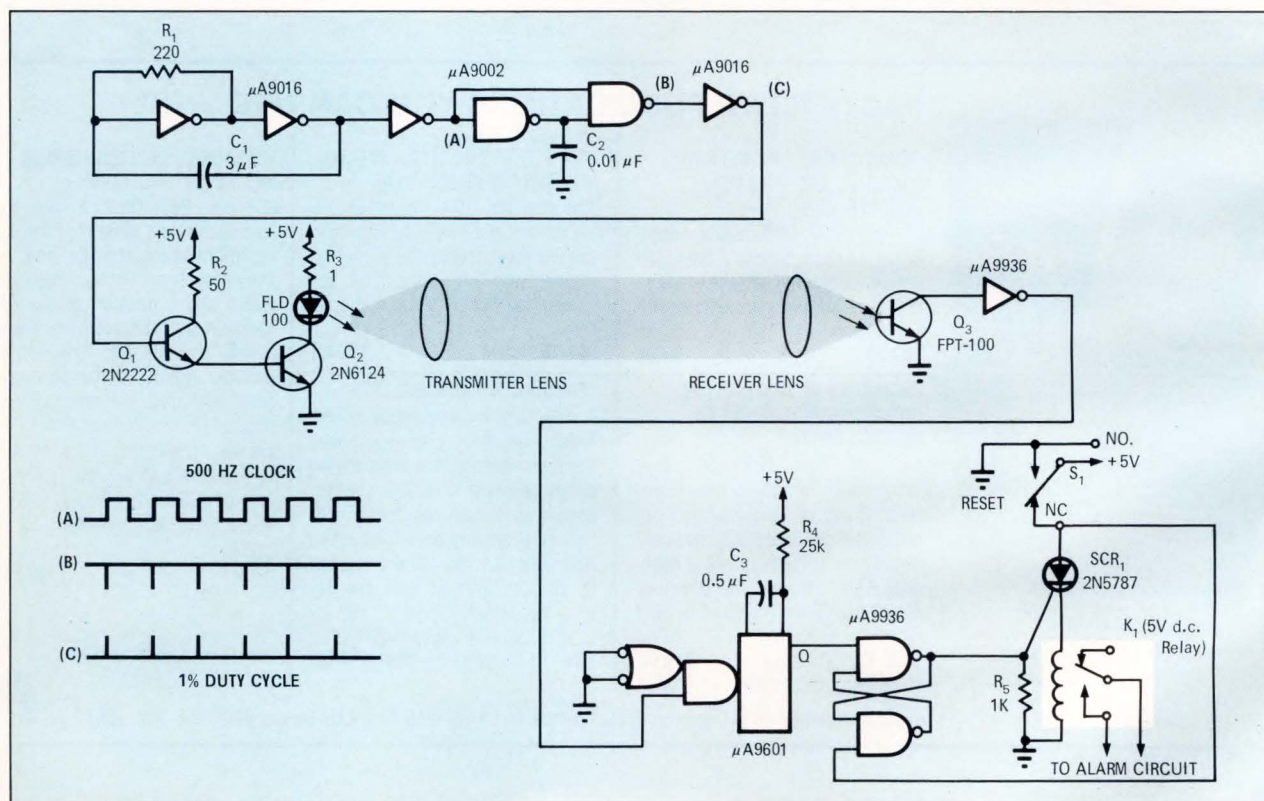 R1
220
μA9016
C1
3μF
μA9002
(A)
C2
0.01 μF
(B)
μA9016
(C)
+5V
R2
50
Q1
2N2222
+5V
R3
1
FLD
100
Q2
2N6124
TRANSMITTER LENS
RECEIVER LENS
μA9936
Q3
FPT-100
500 HZ CLOCK
(A)
(B)
(C)
1% DUTY CYCLE
+5V
R4
25k
C3
0.5 μF
Q
μA9601
μA9936
NO.
+5V
S1
RESET
NC
SCR1
2N5787
K1 (5V d.c.
Relay)
R5
1K
TO ALARM CIRCUIT